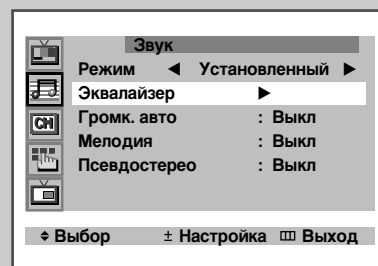 Звук
Режим ◀ Установленный ▶
Эквалайзер ▶
Громк. авто : Выкл
CH
Мелодия : Выкл
Псевдостерео : Выкл
Выбор ± Настройка Выход